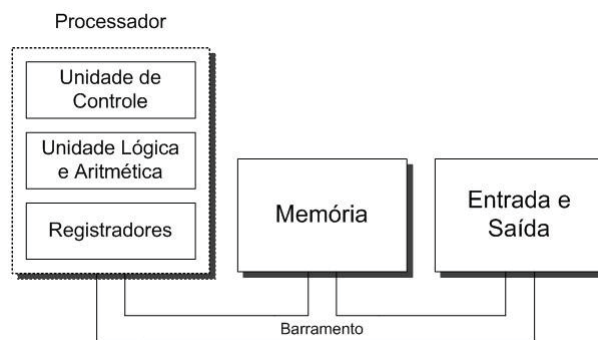 Processador
Unidade de
Controle
Unidade Lógica
e Aritmética
Registradores
Memória
Entrada e
Saída
Barramento